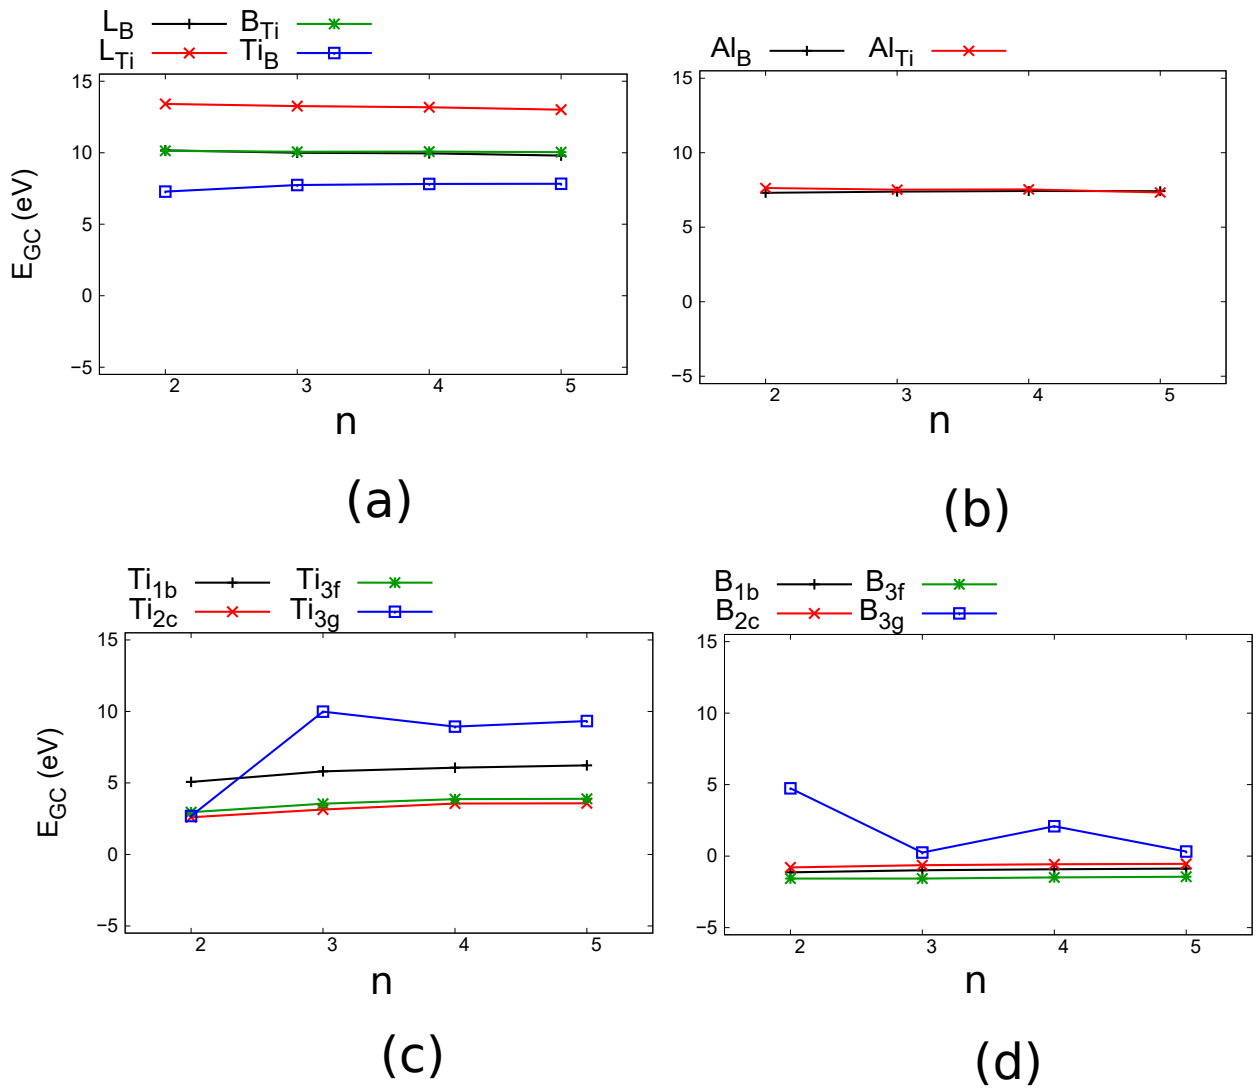 L_B B_Ti
L_Ti Ti_B
15
10
5
0
−5
E_GC (eV)
2 3 4 5
n
(a)
Al_B Al_Ti
15
10
5
0
−5
2 3 4 5
n
(b)
Ti_1b Ti_3f
Ti_2c Ti_3g
15
10
5
0
−5
E_GC (eV)
2 3 4 5
n
(c)
B_1b B_3f
B_2c B_3g
15
10
5
0
−5
2 3 4 5
n
(d)